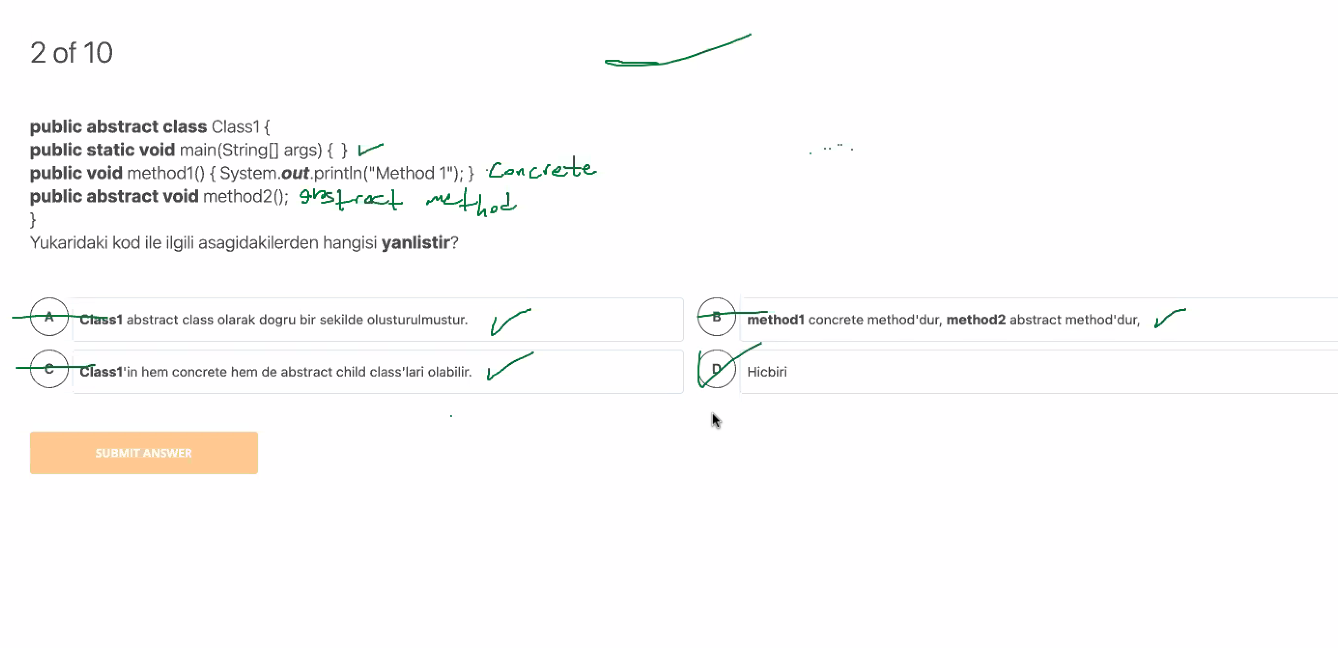 2 of 10
public abstract class Class1 {
public static void main(String[] args) { }
public void method1() { System.out.println("Method 1"); } Concrete
public abstract void method2(); abstract method
}
Yukaridaki kod ile ilgili asagidakilerden hangisi yanlistir?
A Class1 abstract class olarak dogru bir sekilde olusturulmustur.
B method1 concrete method'dur, method2 abstract method'dur,
C Class1'in hem concrete hem de abstract child class'lari olabilir.
D Hicbiri
SUBMIT ANSWER